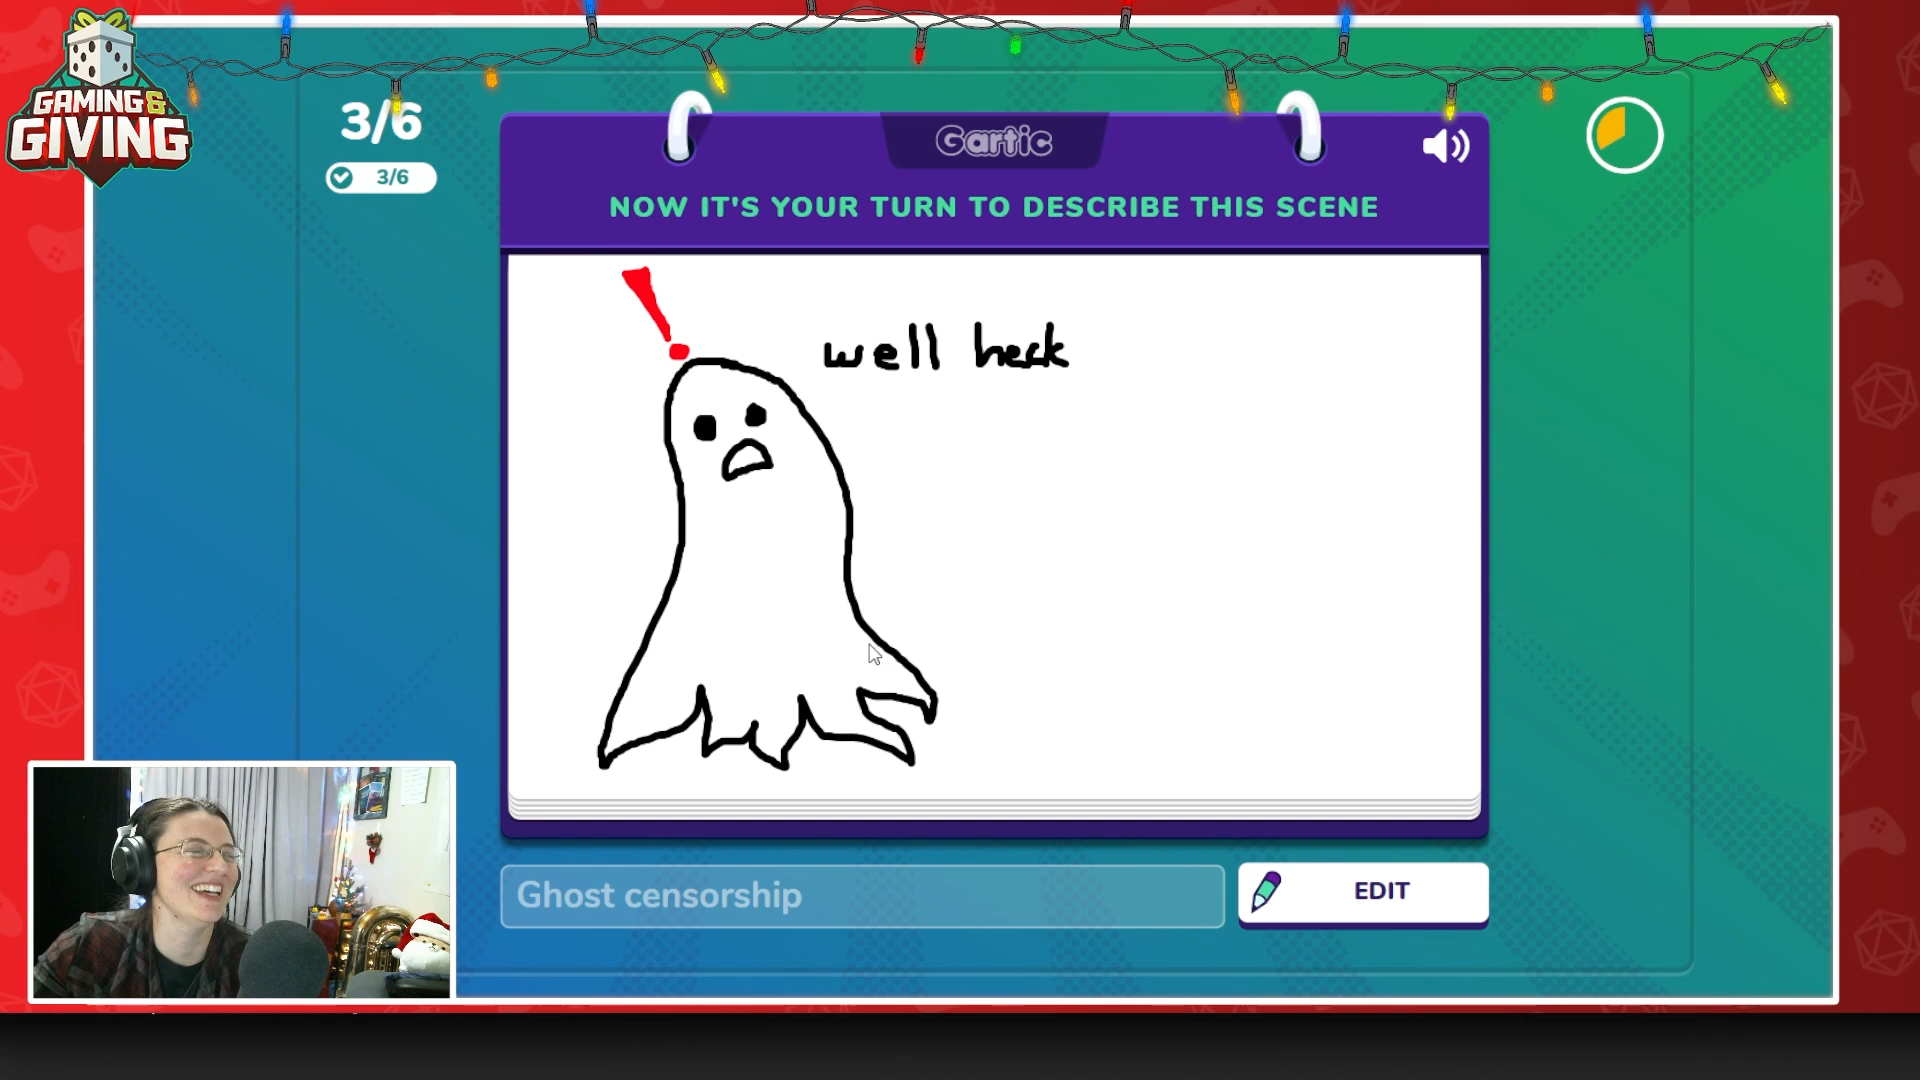 GAMING &
GIVING
3/6
3/6
Gartic
NOW IT'S YOUR TURN TO DESCRIBE THIS SCENE
well heck
Ghost censorship
EDIT